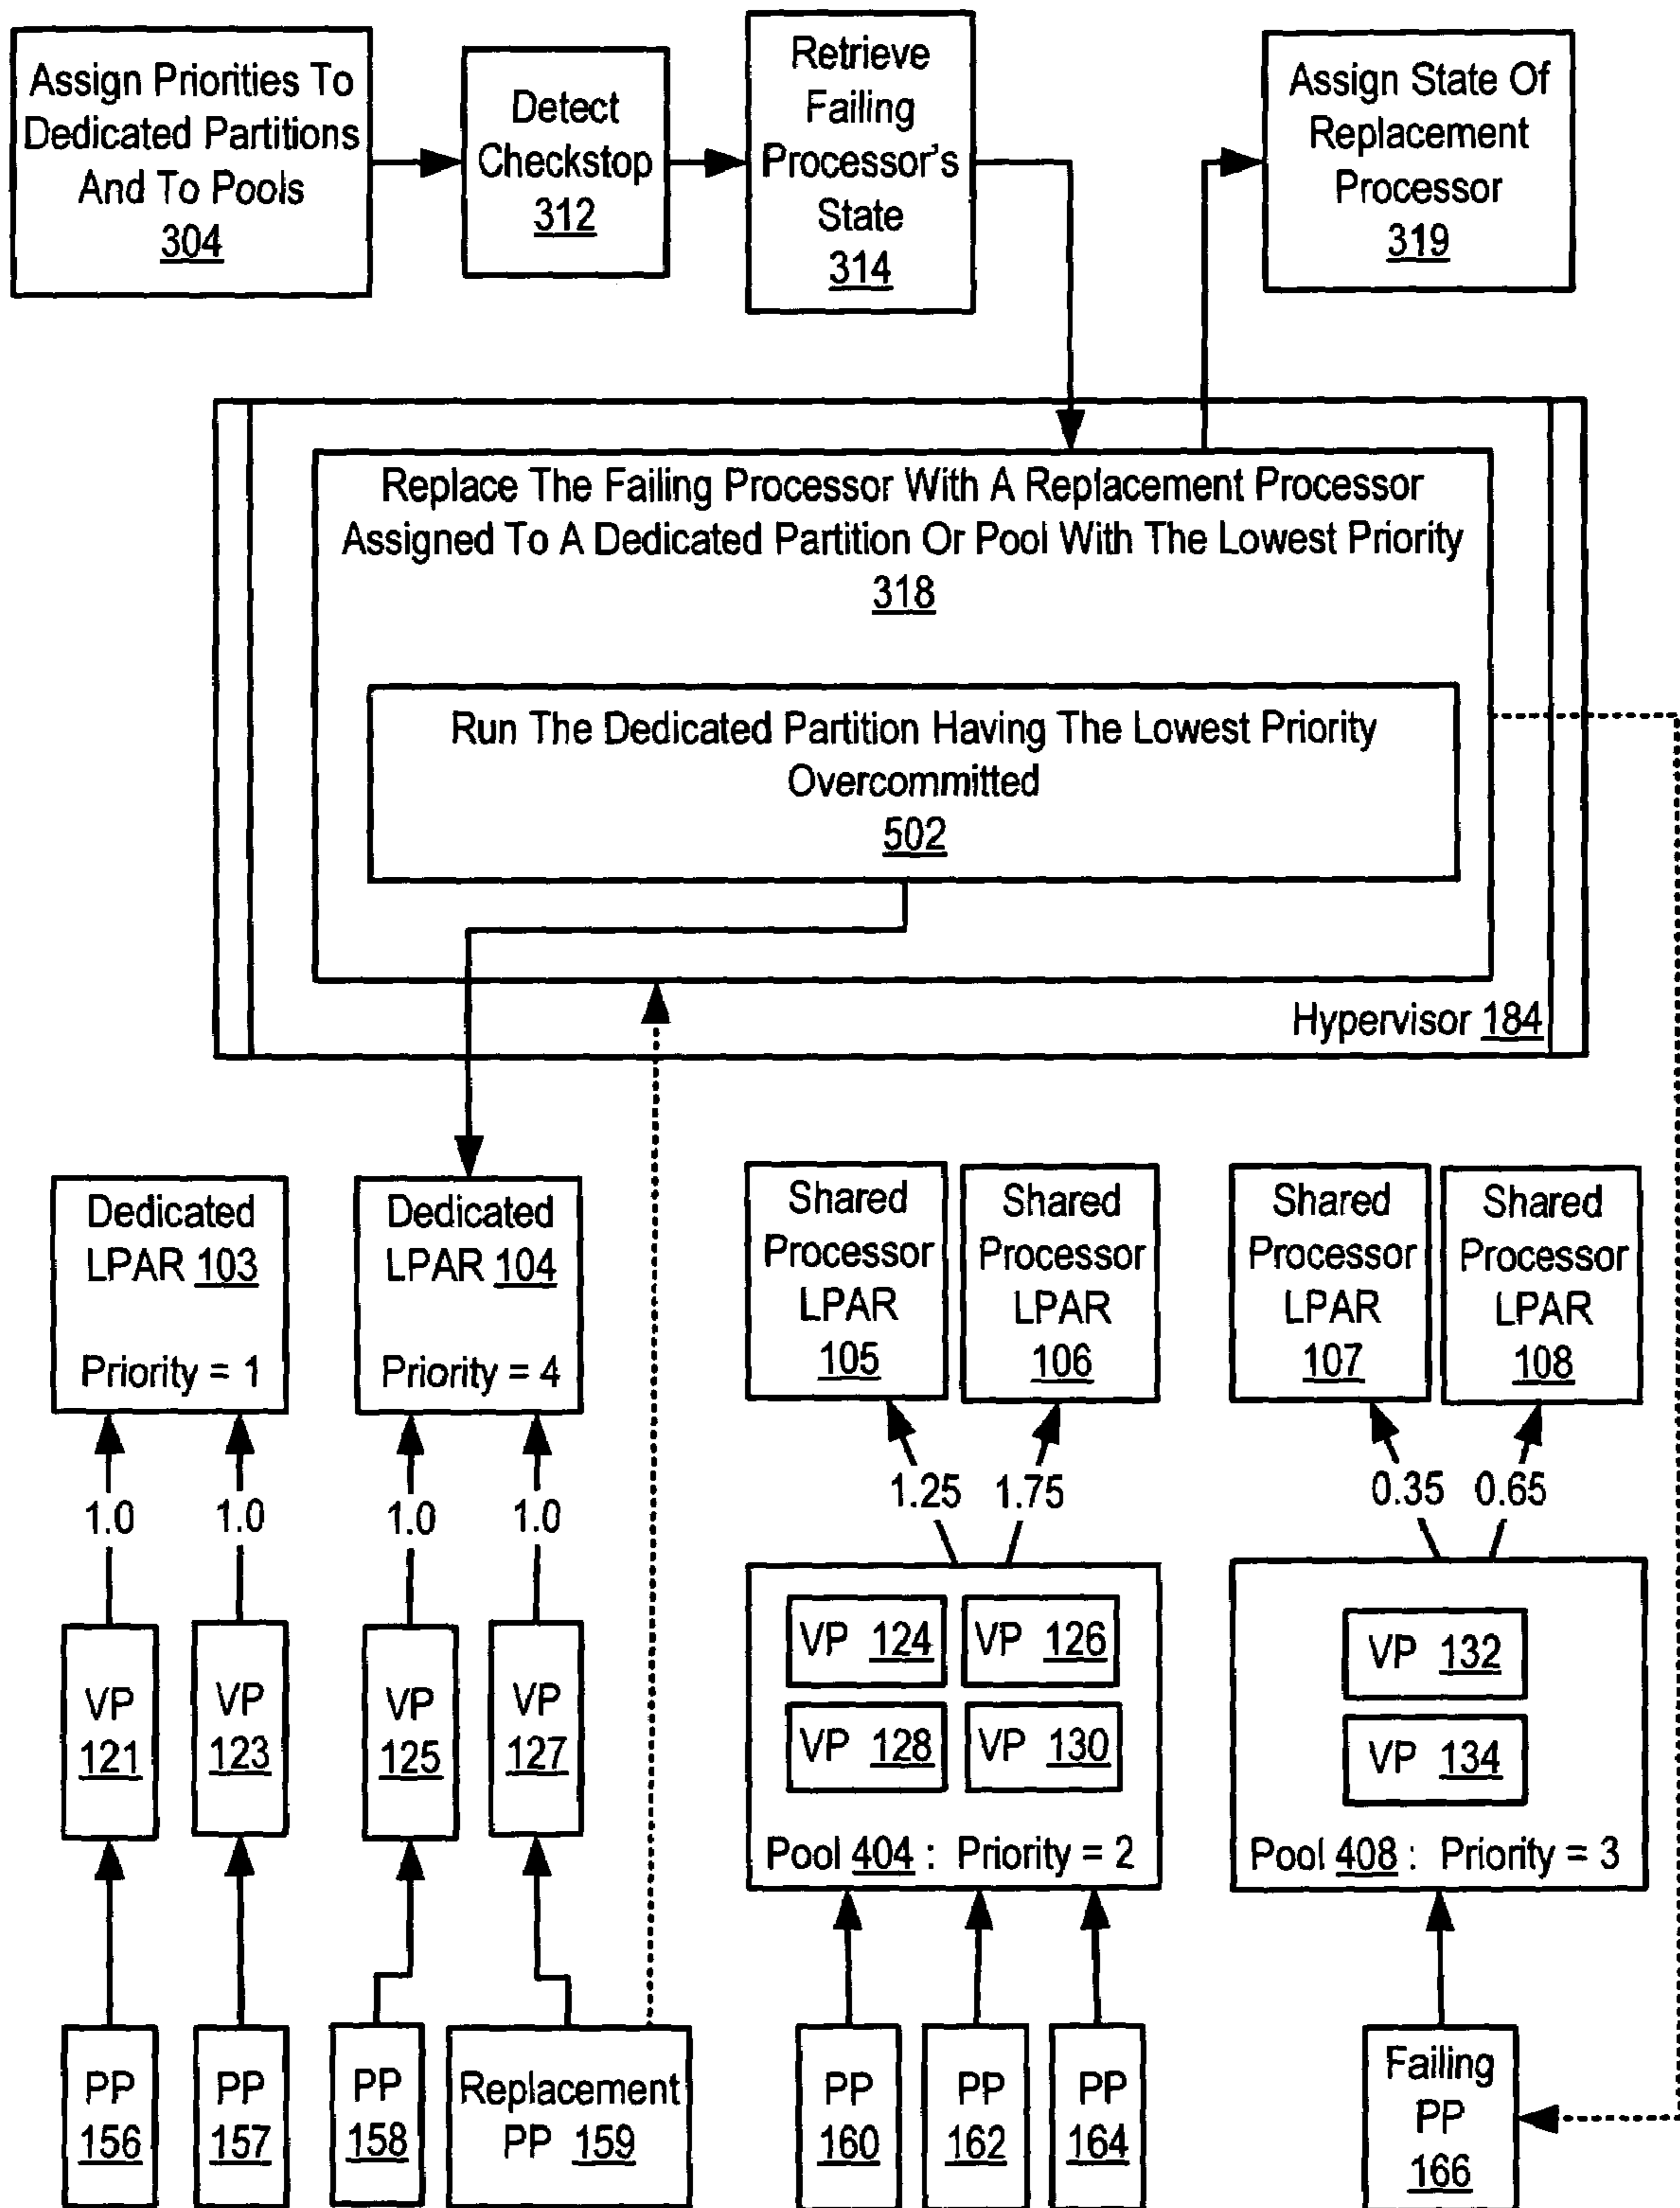 Assign Priorities To
Dedicated Partitions
And To Pools
304
Detect
Checkstop
312
Retrieve
Failing
Processor's
State
314
Assign State Of
Replacement
Processor
319
Replace The Failing Processor With A Replacement Processor
Assigned To A Dedicated Partition Or Pool With The Lowest Priority
318
Run The Dedicated Partition Having The Lowest Priority
Overcommitted
502
Hypervisor 184
Dedicated
LPAR 103
Priority = 1
Dedicated
LPAR 104
Priority = 4
Shared
Processor
LPAR
105
Shared
Processor
LPAR
106
Shared
Processor
LPAR
107
Shared
Processor
LPAR
108
1.0
1.0
1.0
1.0
1.25
1.75
0.35
0.65
VP
121
VP
123
VP
125
VP
127
VP 124
VP 126
VP 128
VP 130
Pool 404 : Priority = 2
VP 132
VP 134
Pool 408 : Priority = 3
PP
156
PP
157
PP
158
Replacement
PP 159
PP
160
PP
162
PP
164
Failing
PP
166